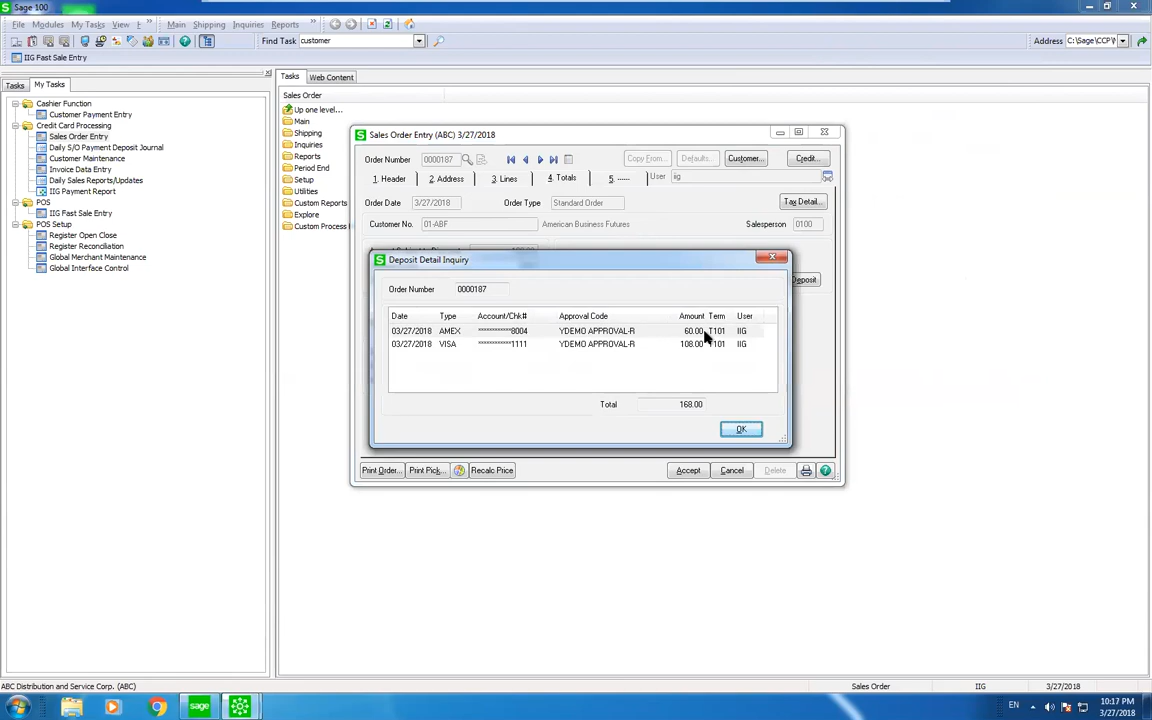 Sage 100
File Modules My Tasks View E » Main Shipping Inquiries Reports »
Find Task customer Address C:\Sage\CCP\
IIG Fast Sale Entry
Tasks My Tasks
Cashier Function
Customer Payment Entry
Credit Card Processing
Sales Order Entry
Daily S/O Payment Deposit Journal
Customer Maintenance
Invoice Data Entry
Daily Sales Reports/Updates
IIG Payment Report
POS
IIG Fast Sale Entry
POS Setup
Register Open Close
Register Reconciliation
Global Merchant Maintenance
Global Interface Control
Tasks Web Content
Sales Order
Up one level...
Main
Shipping
Inquiries
Reports
Period End
Setup
Utilities
Custom Reports
Explore
Custom Process
Sales Order Entry (ABC) 3/27/2018
Order Number 0000187 Copy From... Defaults... Customer... Credit...
1. Header 2. Address 3. Lines 4. Totals 5. ------ User iig
Order Date 3/27/2018 Order Type Standard Order Tax Detail...
Customer No. 01-ABF American Business Futures Salesperson 0100
Deposit
Deposit Detail Inquiry
Order Number 0000187
Date Type Account/Chk# Approval Code Amount Term User
03/27/2018 AMEX ***********8004 YDEMO APPROVAL-R 60.00 T101 IIG
03/27/2018 VISA ************1111 YDEMO APPROVAL-R 108.00 T101 IIG
Total 168.00
OK
Print Order... Print Pick... Recalc Price Accept Cancel Delete
ABC Distribution and Service Corp. (ABC) Sales Order IIG 3/27/2018
sage EN 10:17 PM
3/27/2018